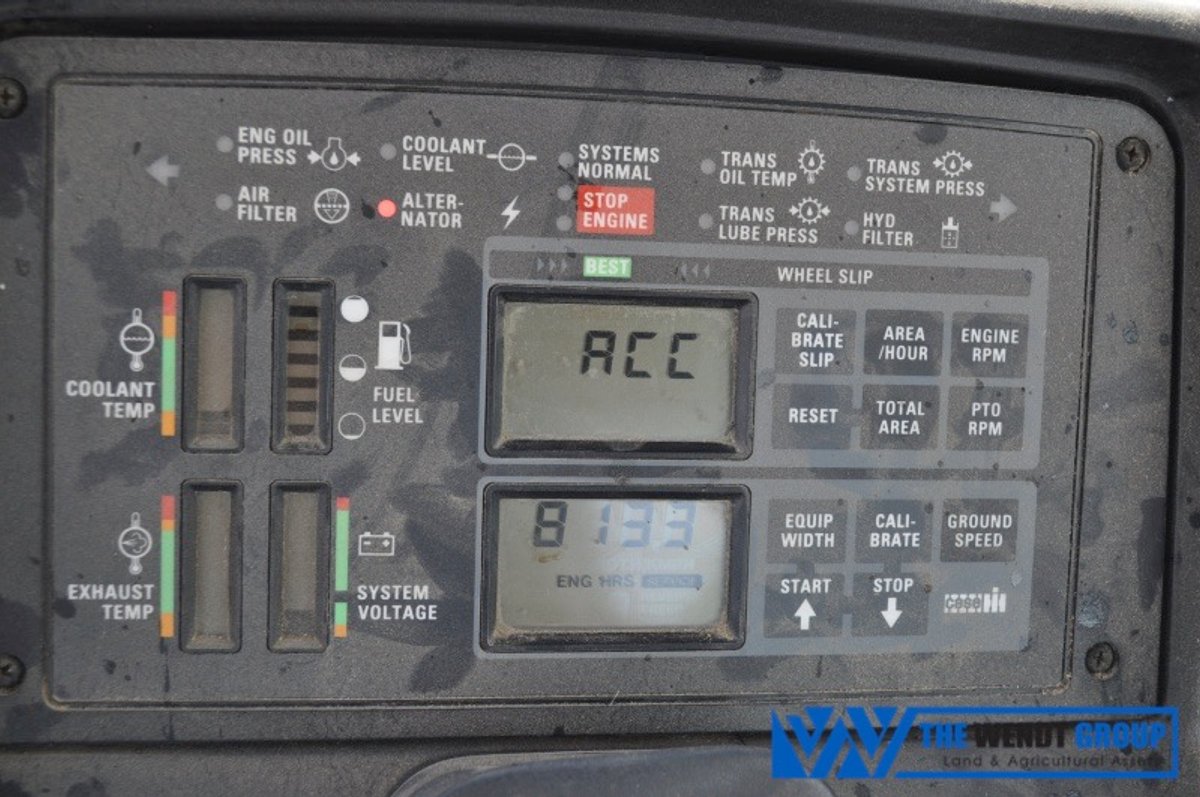 ENG OIL
PRESS
COOLANT
LEVEL
SYSTEMS
NORMAL
TRANS
OIL TEMP
TRANS
SYSTEM PRESS
AIR
FILTER
ALTER-
NATOR
STOP
ENGINE
TRANS
LUBE PRESS
HYD
FILTER
BEST
WHEEL SLIP
ACC
CALI-
BRATE
SLIP
AREA
/HOUR
ENGINE
RPM
RESET
TOTAL
AREA
PTO
RPM
COOLANT
TEMP
FUEL
LEVEL
8133
ENG HRS SERVICE
EQUIP
WIDTH
CALI-
BRATE
GROUND
SPEED
START
STOP
case IH
EXHAUST
TEMP
SYSTEM
VOLTAGE
THE WENDT GROUP
Land & Agricultural Assets